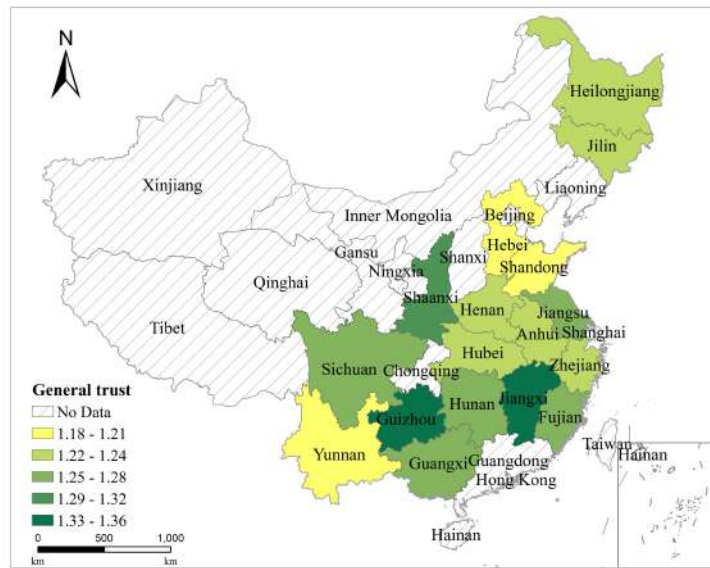 N
Heilongjiang
Jilin
Xinjiang
Liaoning
Inner Mongolia
Beijing
Gansu
Hebei
Shanxi
Ningxia
Shandong
Qinghai
Shaanxi
Henan
Jiangsu
Tibet
Anhui
Shanghai
Hubei
Sichuan
Chongqing
Zhejiang
General trust
No Data
1.18 - 1.21
1.22 - 1.24
1.25 - 1.28
1.29 - 1.32
1.33 - 1.36
Hunan
Jiangxi
Guizhou
Fujian
Yunnan
Guangxi
Guangdong
Taiwan
Hainan
Hong Kong
Hainan
0 500 1,000
km km